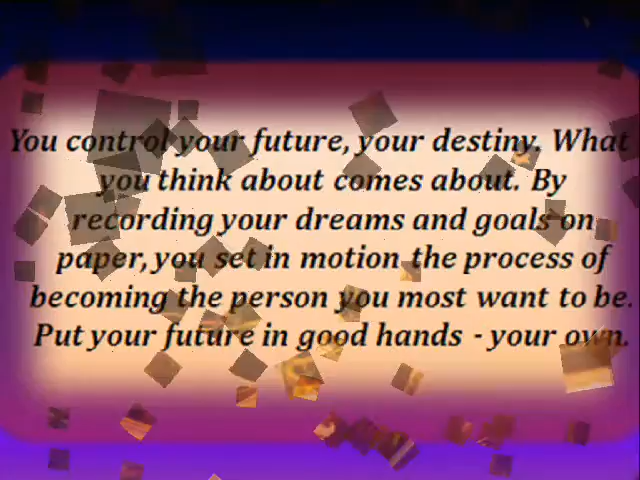 You control your future, your destiny. What
you think about comes about. By
recording your dreams and goals on
paper, you set in motion the process of
becoming the person you most want to be.
Put your future in good hands - your own.